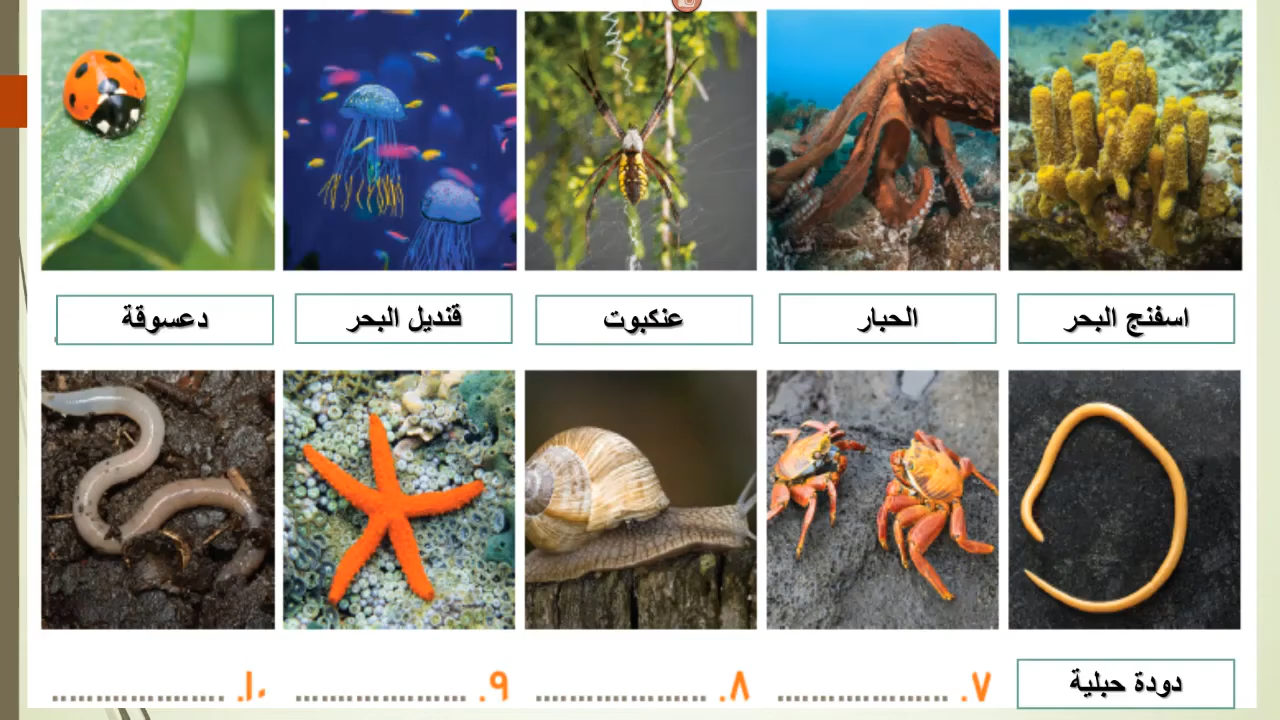 اسفنج البحر
الحبار
عنكبوت
قنديل البحر
دعسوقة
دودة حبلية
٧. ........................
٨. ........................
٩. ........................
١٠. ........................